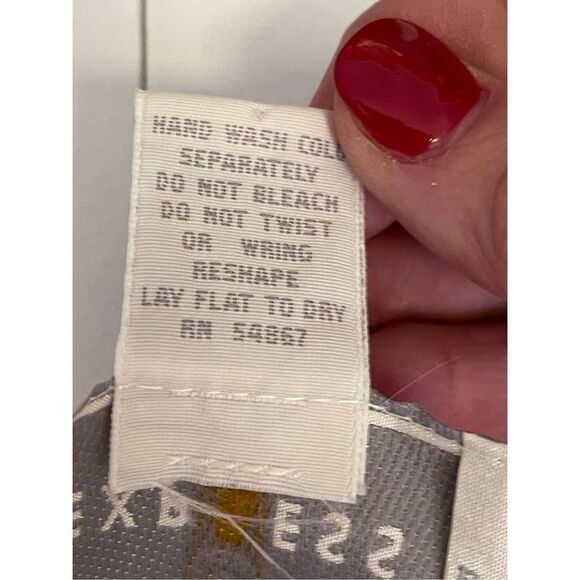 HAND WASH COLD
SEPARATELY
DO NOT BLEACH
DO NOT TWIST
OR WRING
RESHAPE
LAY FLAT TO DRY
RN 54867
EXPRESS